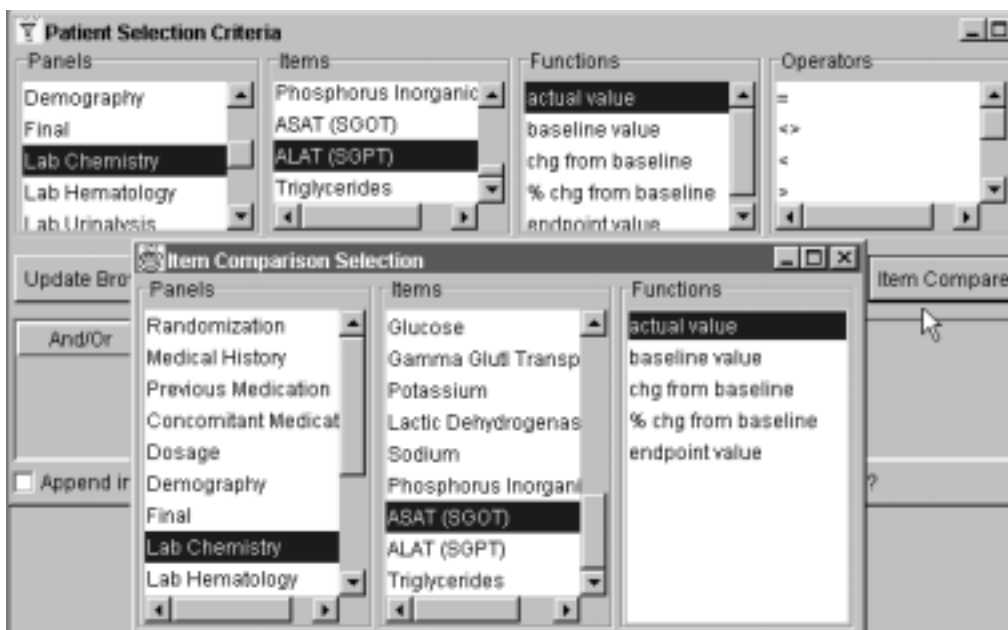 Patient Selection Criteria
Panels
Demography
Final
Lab Chemistry
Lab Hematology
Lab Urinalysis
Items
Phosphorus Inorganic
ASAT (SGOT)
ALAT (SGPT)
Triglycerides
Functions
actual value
baseline value
chg from baseline
% chg from baseline
endpoint value
Operators
=
<>
<
>
Update Bro
Item Compare
And/Or
Append in
?
Item Comparison Selection
Panels
Randomization
Medical History
Previous Medication
Concomitant Medicat
Dosage
Demography
Final
Lab Chemistry
Lab Hematology
Items
Glucose
Gamma Glutl Transp
Potassium
Lactic Dehydrogenas
Sodium
Phosphorus Inorgani
ASAT (SGOT)
ALAT (SGPT)
Triglycerides
Functions
actual value
baseline value
chg from baseline
% chg from baseline
endpoint value